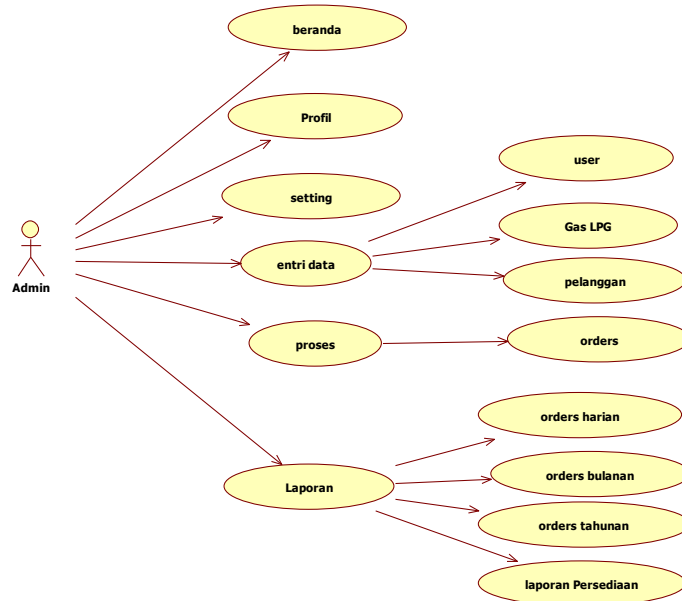 beranda
Profil
setting
Admin
entri data
proses
Laporan
user
Gas LPG
pelanggan
orders
orders harian
orders bulanan
orders tahunan
laporan Persediaan